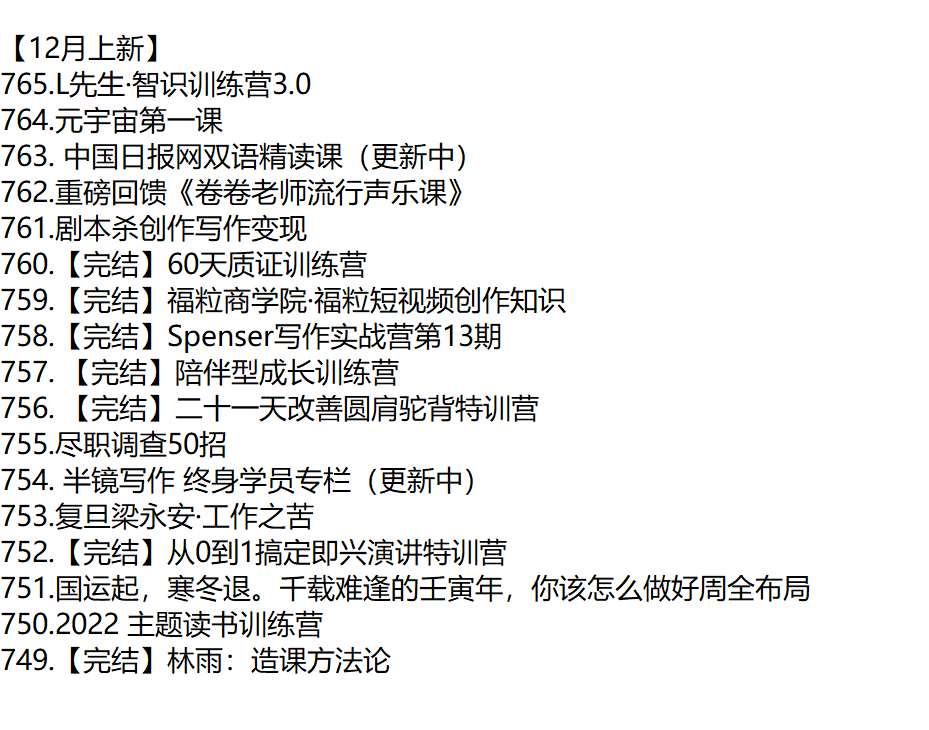 【12月上新】
765.L先生·智识训练营3.0
764.元宇宙第一课
763. 中国日报网双语精读课（更新中）
762.重磅回馈《卷卷老师流行声乐课》
761.剧本杀创作写作变现
760.【完结】60天质证训练营
759.【完结】福粒商学院·福粒短视频创作知识
758.【完结】Spenser写作实战营第13期
757. 【完结】陪伴型成长训练营
756. 【完结】二十一天改善圆肩驼背特训营
755.尽职调查50招
754. 半镜写作 终身学员专栏（更新中）
753.复旦梁永安·工作之苦
752.【完结】从0到1搞定即兴演讲特训营
751.国运起，寒冬退。千载难逢的壬寅年，你该怎么做好周全布局
750.2022 主题读书训练营
749.【完结】林雨：造课方法论